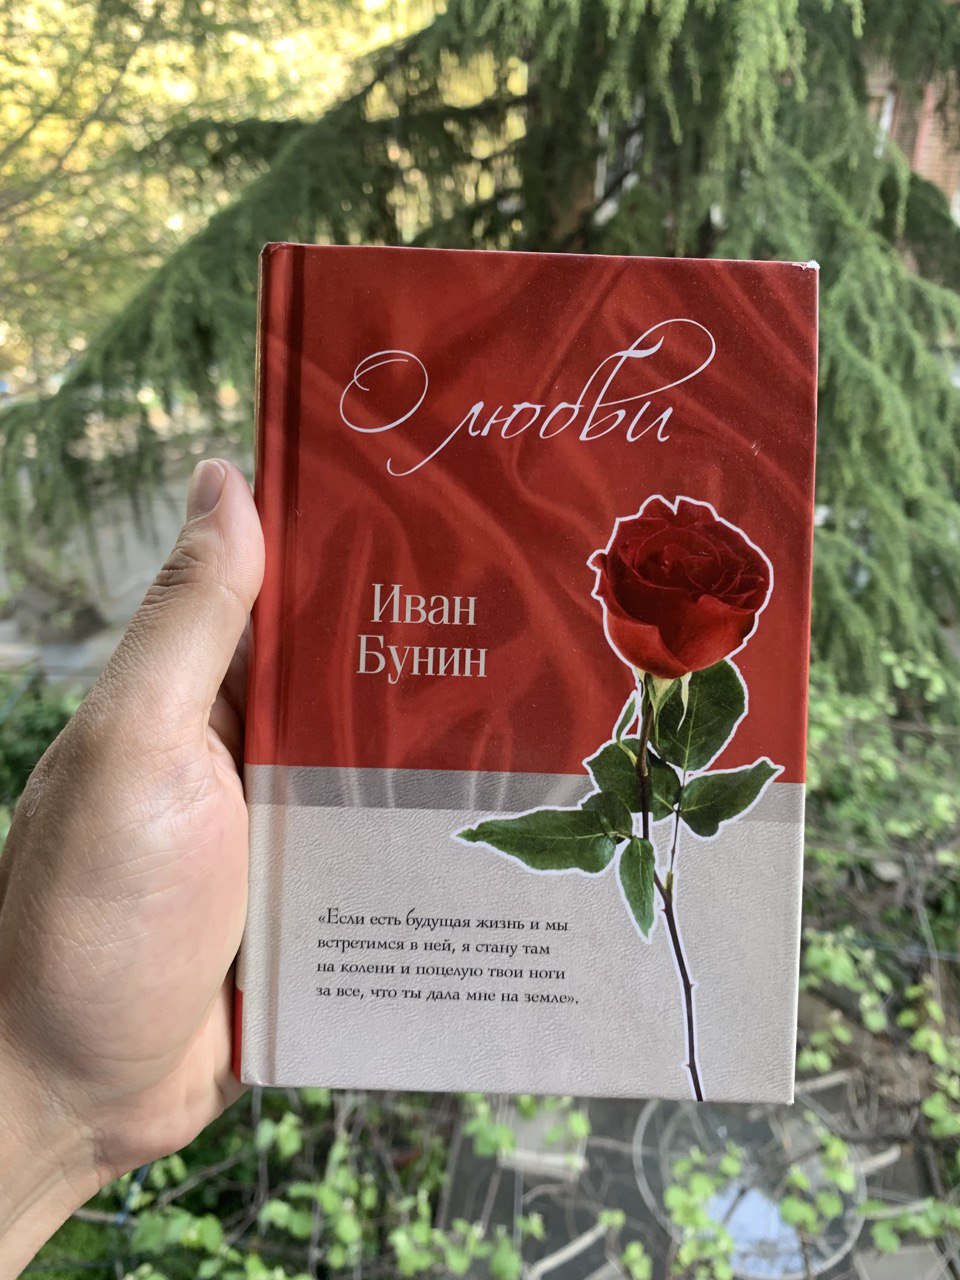 О любви
Иван
Бунин
«Если есть будущая жизнь и мы
встретимся в ней, я стану там
на колени и поцелую твои ноги
за все, что ты дала мне на земле».